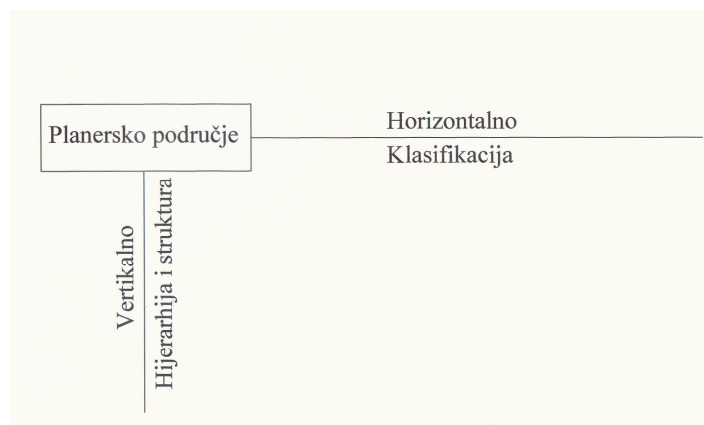 Horizontalno
Planersko područje
Klasifikacija
Vertikalno
Hijerarhija i struktura